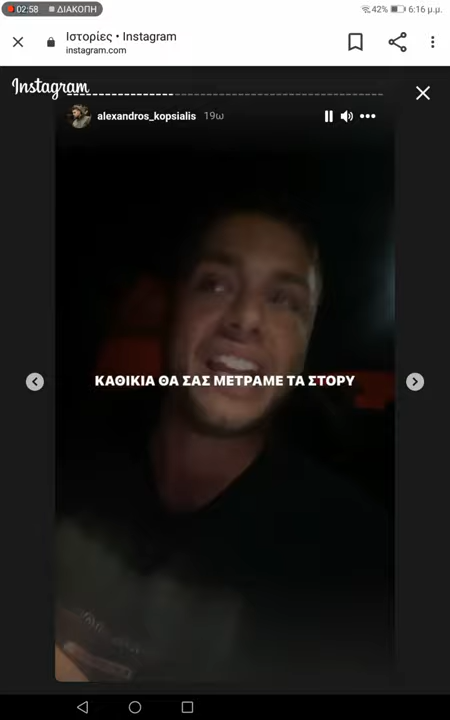 02:58 ΔΙΑΚΟΠΗ
42% 6:16 μ.μ.
Ιστορίες • Instagram
instagram.com
Instagram
alexandros_kopsialis 19ω
ΚΑΘΙΚΙΑ ΘΑ ΣΑΣ ΜΕΤΡΑΜΕ ΤΑ ΣΤΟΡΥ